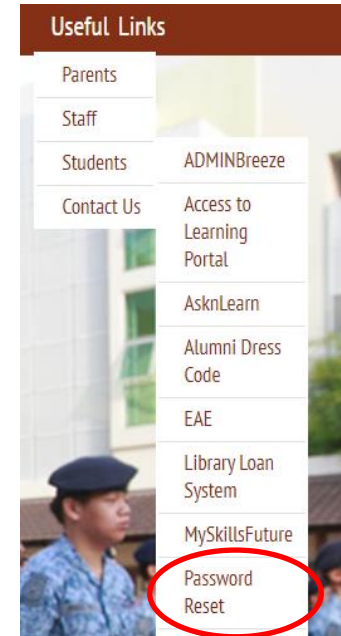 Useful Links
Parents
Staff
Students
Contact Us
ADMINBreeze
Access to
Learning
Portal
AsknLearn
Alumni Dress
Code
EAE
Library Loan
System
MySkillsFuture
Password
Reset